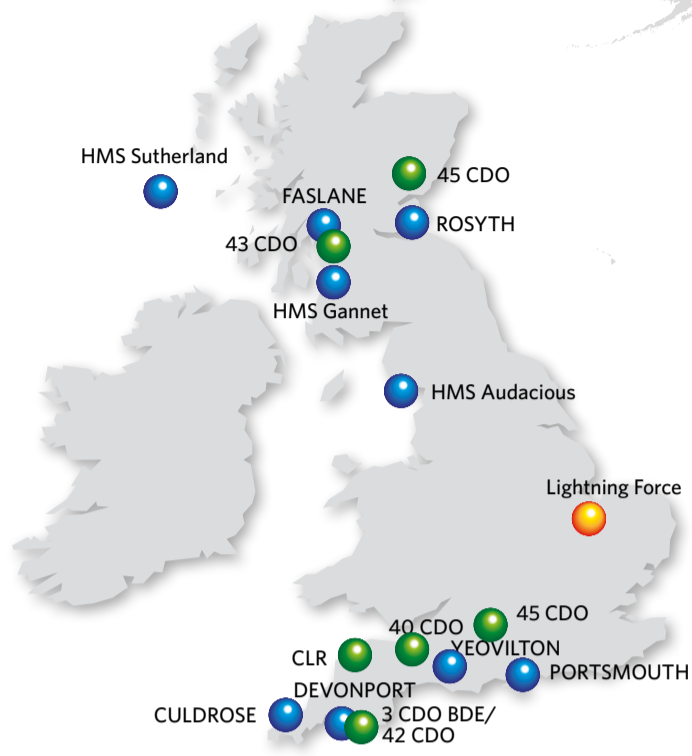 HMS Sutherland
45 CDO
FASLANE
ROSYTH
43 CDO
HMS Gannet
HMS Audacious
Lightning Force
45 CDO
40 CDO
YEOVILTON
CLR
PORTSMOUTH
DEVONPORT
CULDROSE
3 CDO BDE/
42 CDO